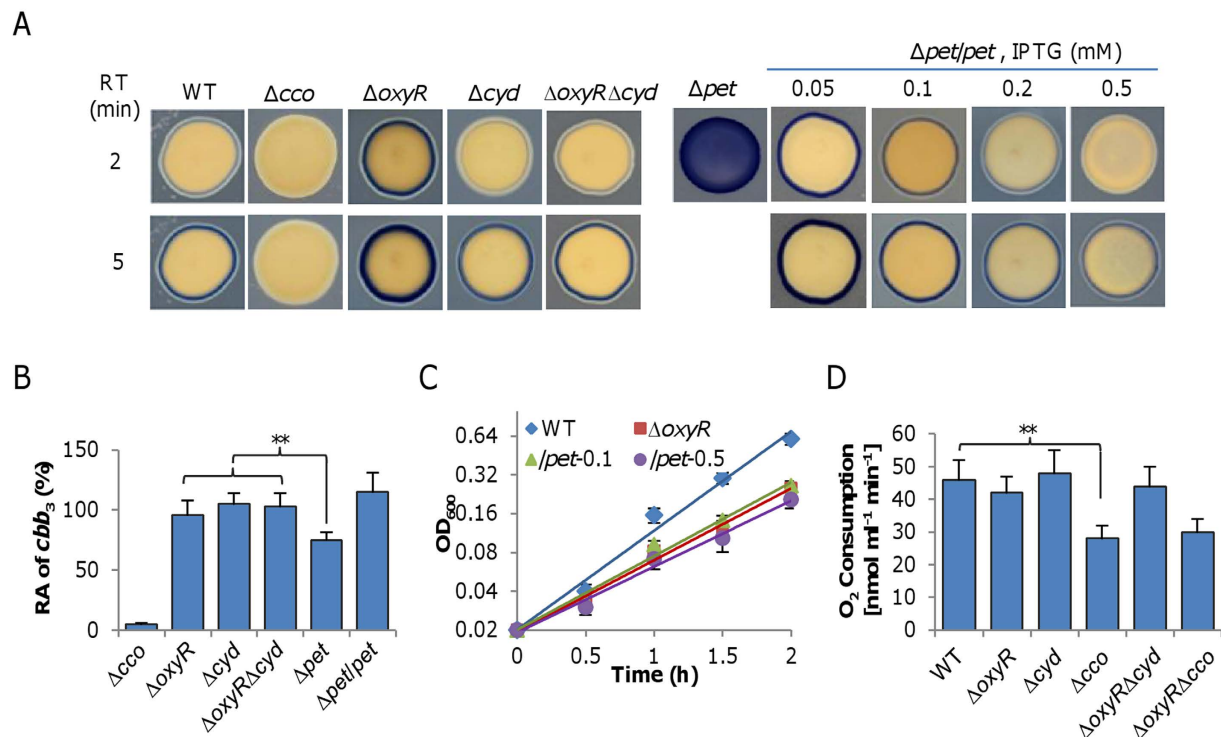 A
Δpet/pet , IPTG (mM)
RT
(min)
WT Δcco ΔoxyR Δcyd ΔoxyRΔcyd Δpet 0.05 0.1 0.2 0.5
2
5
B
RA of cbb₃ (%)
150
100
50
0
**
Δcco ΔoxyR Δcyd ΔoxyRΔcyd Δpet Δpet/pet
C
OD₆₀₀
0.64
0.32
0.16
0.08
0.04
0.02
WT ΔoxyR
/pet-0.1 /pet-0.5
0 0.5 1 1.5 2
Time (h)
D
O₂ Consumption
[nmol ml⁻¹ min⁻¹]
60
50
40
30
20
10
0
**
WT ΔoxyR Δcyd Δcco ΔoxyRΔcyd ΔoxyRΔcco